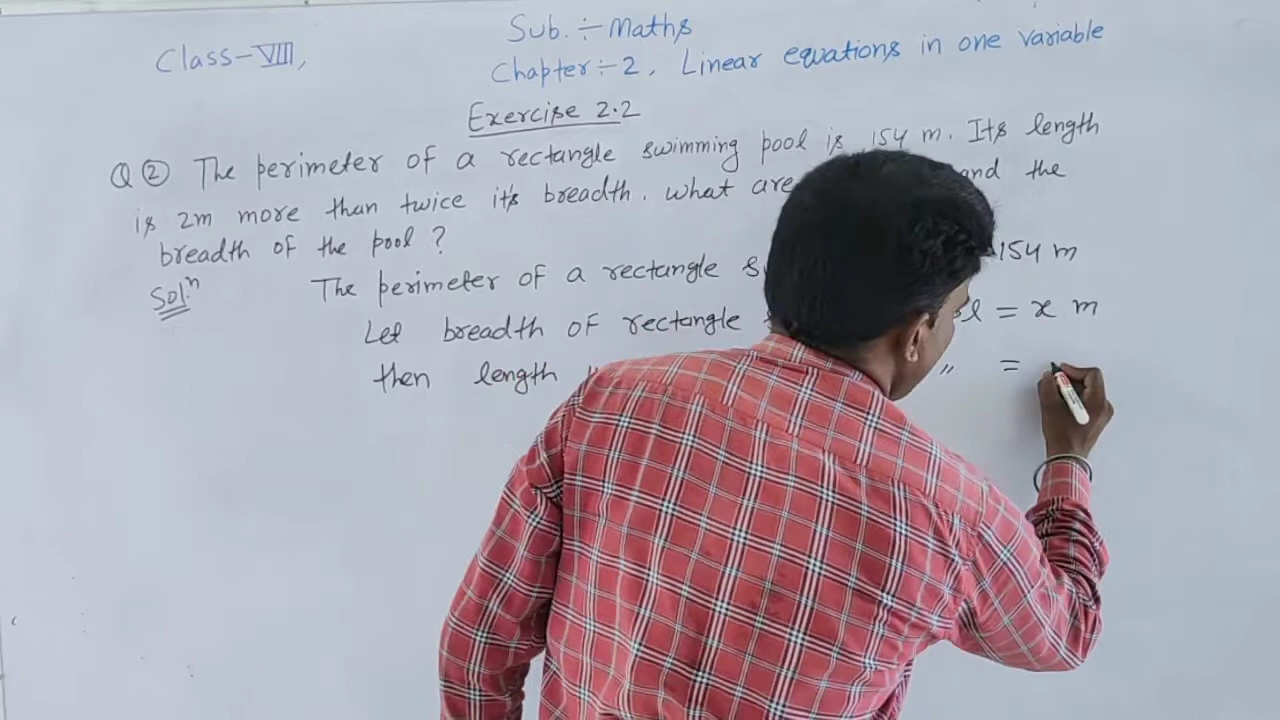 Sub. ÷ Maths
Class-VIII,
Chapter ÷ 2, Linear equations in one variable
Exercise 2.2
Q ② The perimeter of a rectangle swimming pool is 154 m. Its length
is 2m more than twice it's breadth. what are and the
breadth of the pool ?
Solⁿ
The perimeter of a rectangle 154 m
Let breadth of rectangle = x m
then length " =